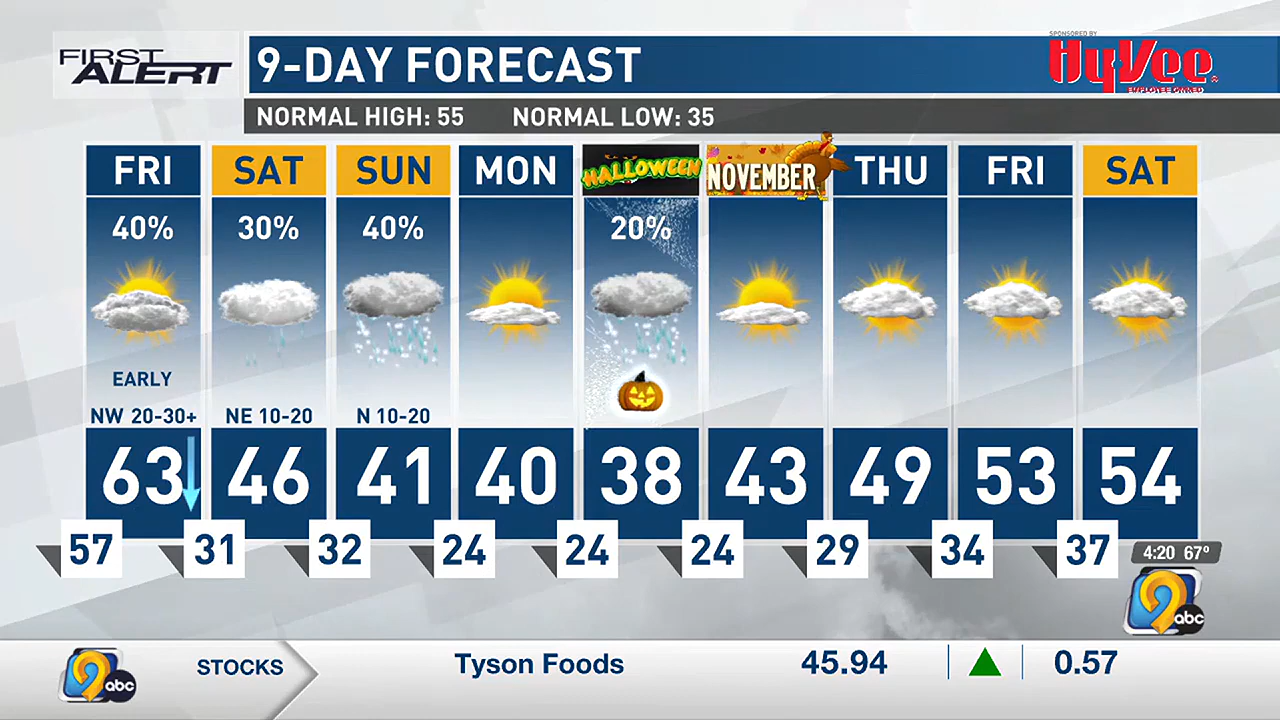 FIRST
ALERT
9-DAY FORECAST
SPONSORED BY
HyVee
EMPLOYEE OWNED
NORMAL HIGH: 55 NORMAL LOW: 35
FRI SAT SUN MON HALLOWEEN NOVEMBER THU FRI SAT
40% 30% 40% 20%
EARLY
NW 20-30+ NE 10-20 N 10-20
63 46 41 40 38 43 49 53 54
57 31 32 24 24 24 29 34 37
4:20 67°
9 abc
9 abc STOCKS Tyson Foods 45.94 0.57